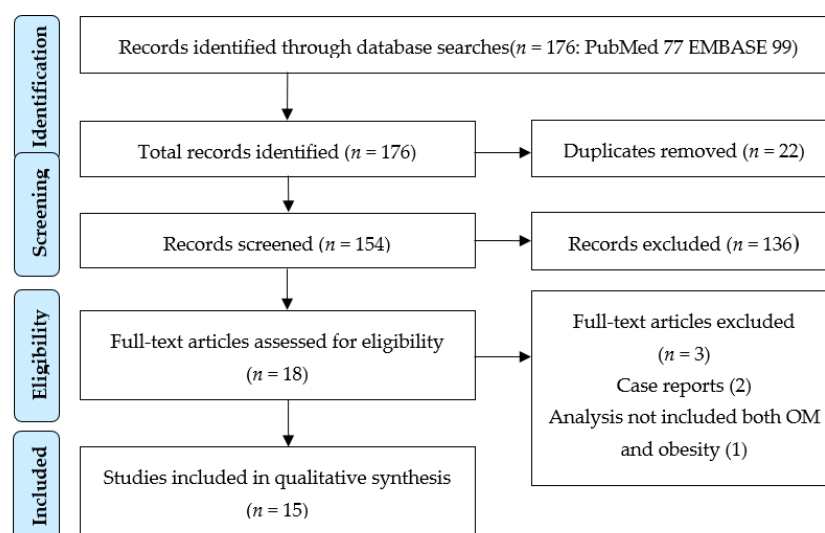 Identification
Records identified through database searches(n = 176: PubMed 77 EMBASE 99)
Total records identified (n = 176)
Duplicates removed (n = 22)
Screening
Records screened (n = 154)
Records excluded (n = 136)
Eligibility
Full-text articles assessed for eligibility
(n = 18)
Full-text articles excluded
(n = 3)
Case reports (2)
Analysis not included both OM
and obesity (1)
Included
Studies included in qualitative synthesis
(n = 15)